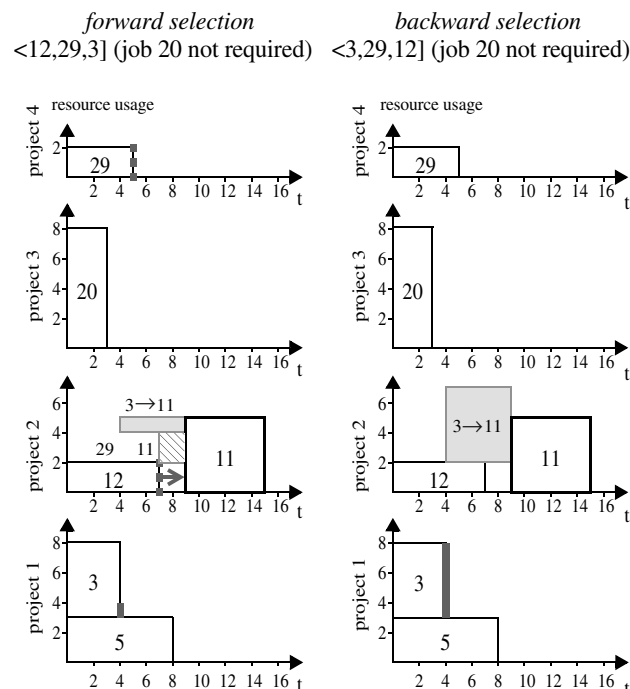 forward selection
<12,29,3] (job 20 not required)
backward selection
<3,29,12] (job 20 not required)
project 4
resource usage
2
29
2 4 6 8 10 12 14 16 t
project 4
resource usage
2
29
2 4 6 8 10 12 14 16 t
project 3
8
6
4
2
20
2 4 6 8 10 12 14 16 t
project 3
8
6
4
2
20
2 4 6 8 10 12 14 16 t
project 2
6
4
2
3→11
29 11
12
11
2 4 6 8 10 12 14 16 t
project 2
6
4
2
3→11
12
11
2 4 6 8 10 12 14 16 t
project 1
8
6
4
2
3
5
2 4 6 8 10 12 14 16 t
project 1
8
6
4
2
3
5
2 4 6 8 10 12 14 16 t